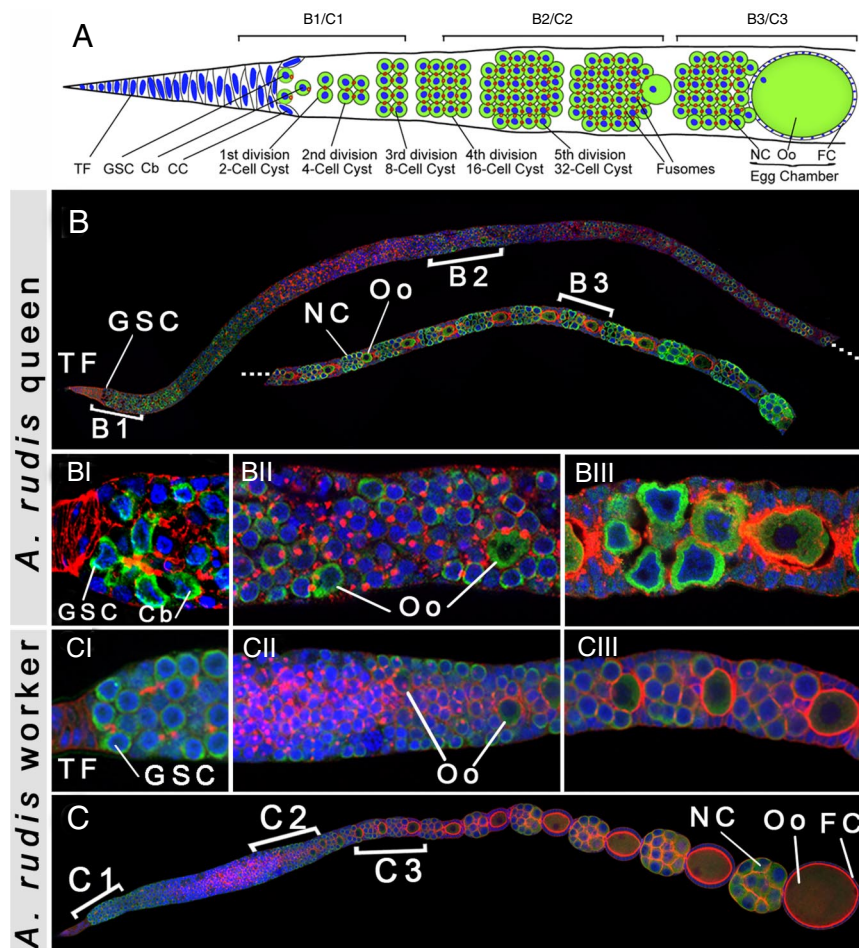 B1/C1 B2/C2 B3/C3
A
TF GSC Cb CC 1st division 2nd division 3rd division 4th division 5th division Fusomes NC Oo FC
2-Cell Cyst 4-Cell Cyst 8-Cell Cyst 16-Cell Cyst 32-Cell Cyst Egg Chamber
A. rudis queen
B
GSC
TF
B1
B2
Oo
NC
B3
BI
GSC
Cb
BII
Oo
BIII
A. rudis worker
CI
TF
GSC
CII
Oo
CIII
C
C1
C2
C3
NC
Oo
FC